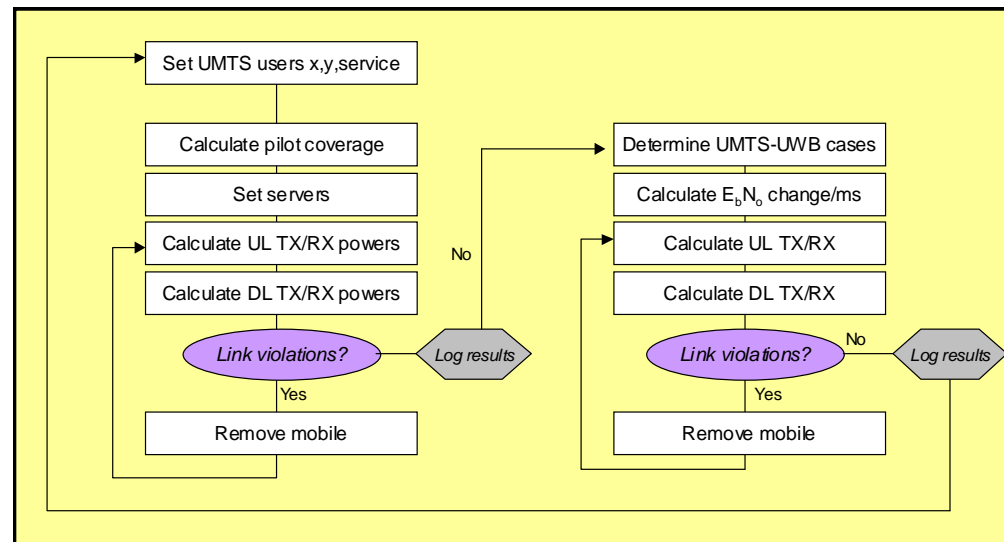 Set UMTS users x,y,service
Calculate pilot coverage
Set servers
Calculate UL TX/RX powers
Calculate DL TX/RX powers
Link violations?
Log results
No
Yes
Remove mobile
Determine UMTS-UWB cases
Calculate EbNo change/ms
Calculate UL TX/RX
Calculate DL TX/RX
Link violations?
No
Log results
Yes
Remove mobile